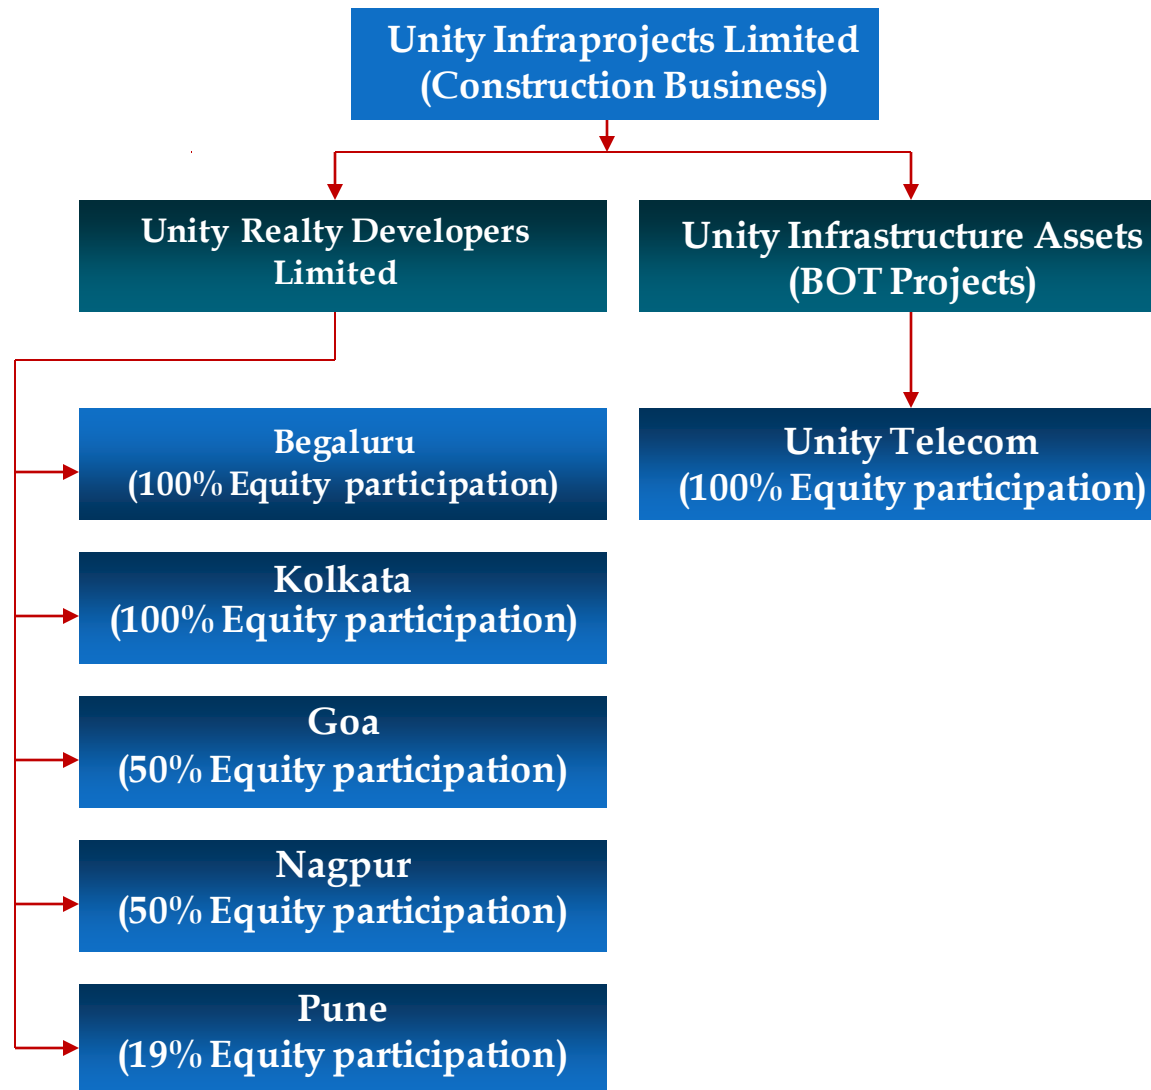 Unity Infraprojects Limited
(Construction Business)
Unity Realty Developers
Limited
Unity Infrastructure Assets
(BOT Projects)
Begaluru
(100% Equity participation)
Unity Telecom
(100% Equity participation)
Kolkata
(100% Equity participation)
Goa
(50% Equity participation)
Nagpur
(50% Equity participation)
Pune
(19% Equity participation)